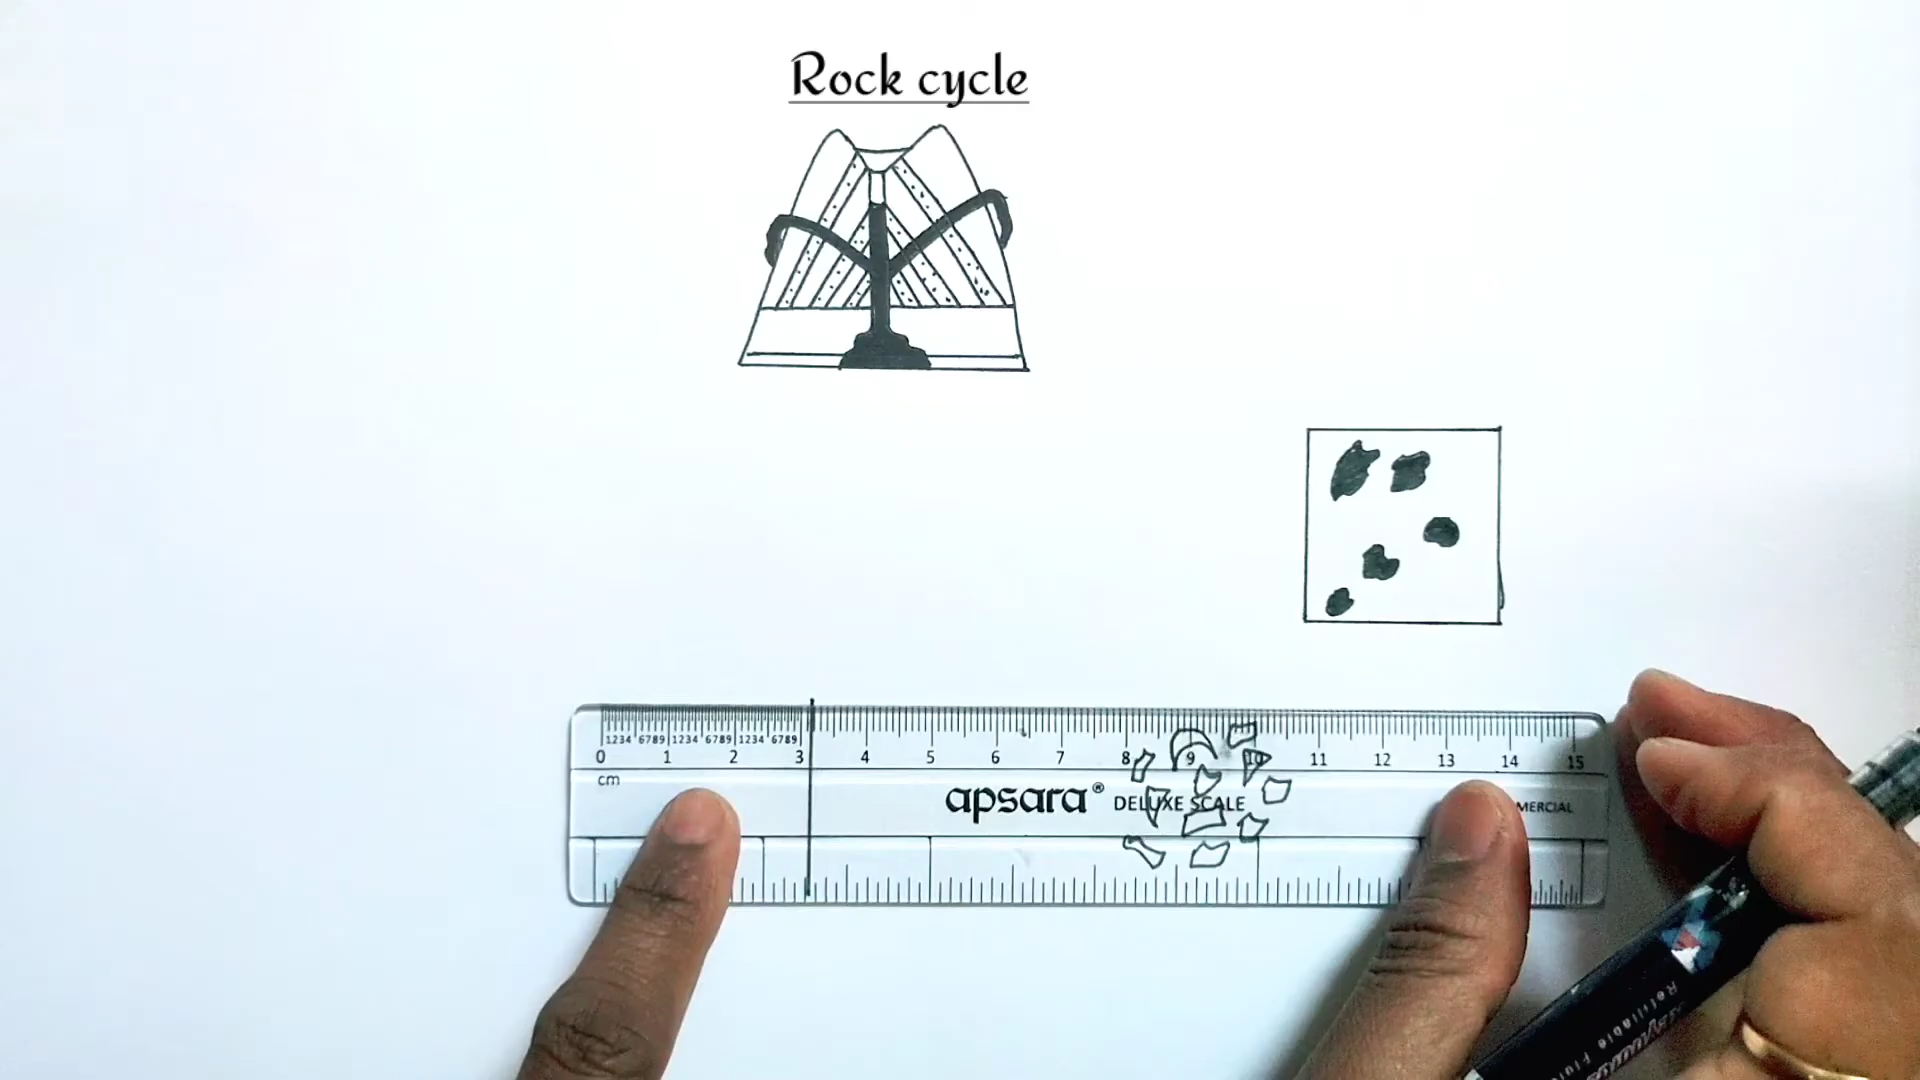 Rock cycle
1234 6789 1234 6789 1234 6789
0 1 2 3 4 5 6 7 8 9 10 11 12 13 14 15
cm
apsara® DELUXE SCALE MERCIAL
Refillable